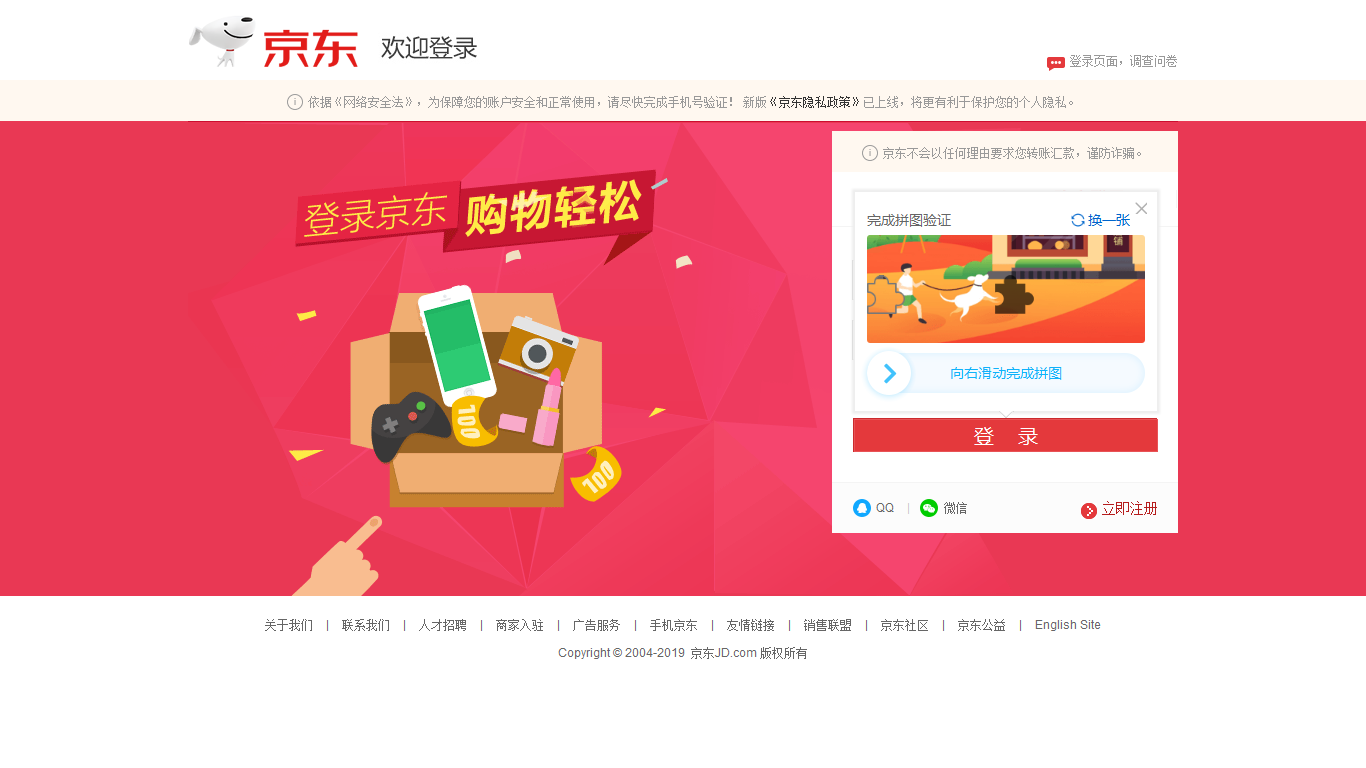 京东 欢迎登录
登录页面，调查问卷
依据《网络安全法》，为保障您的账户安全和正常使用，请尽快完成手机号验证！ 新版《京东隐私政策》已上线，将更有利于保护您的个人隐私。
京东不会以任何理由要求您转账汇款，谨防诈骗。
登录京东 购物轻松
完成拼图验证 换一张
铺
向右滑动完成拼图
100
100
登 录
QQ | 微信 立即注册
关于我们 | 联系我们 | 人才招聘 | 商家入驻 | 广告服务 | 手机京东 | 友情链接 | 销售联盟 | 京东社区 | 京东公益 | English Site
Copyright © 2004-2019 京东JD.com 版权所有